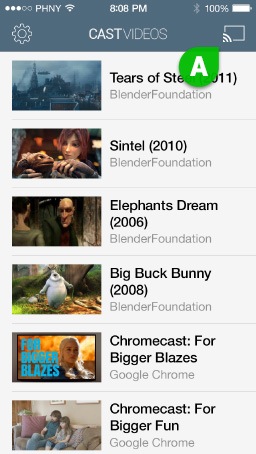 PHNY 8:08 PM 100%
CASTVIDEOS
A
Tears of Ste 011)
BlenderFoundation
Sintel (2010)
BlenderFoundation
Elephants Dream
(2006)
BlenderFoundation
Big Buck Bunny
(2008)
BlenderFoundation
FOR
BIGGER
BLAZES
Chromecast: For
Bigger Blazes
Google Chrome
Chromecast: For
Bigger Fun
Google Chrome